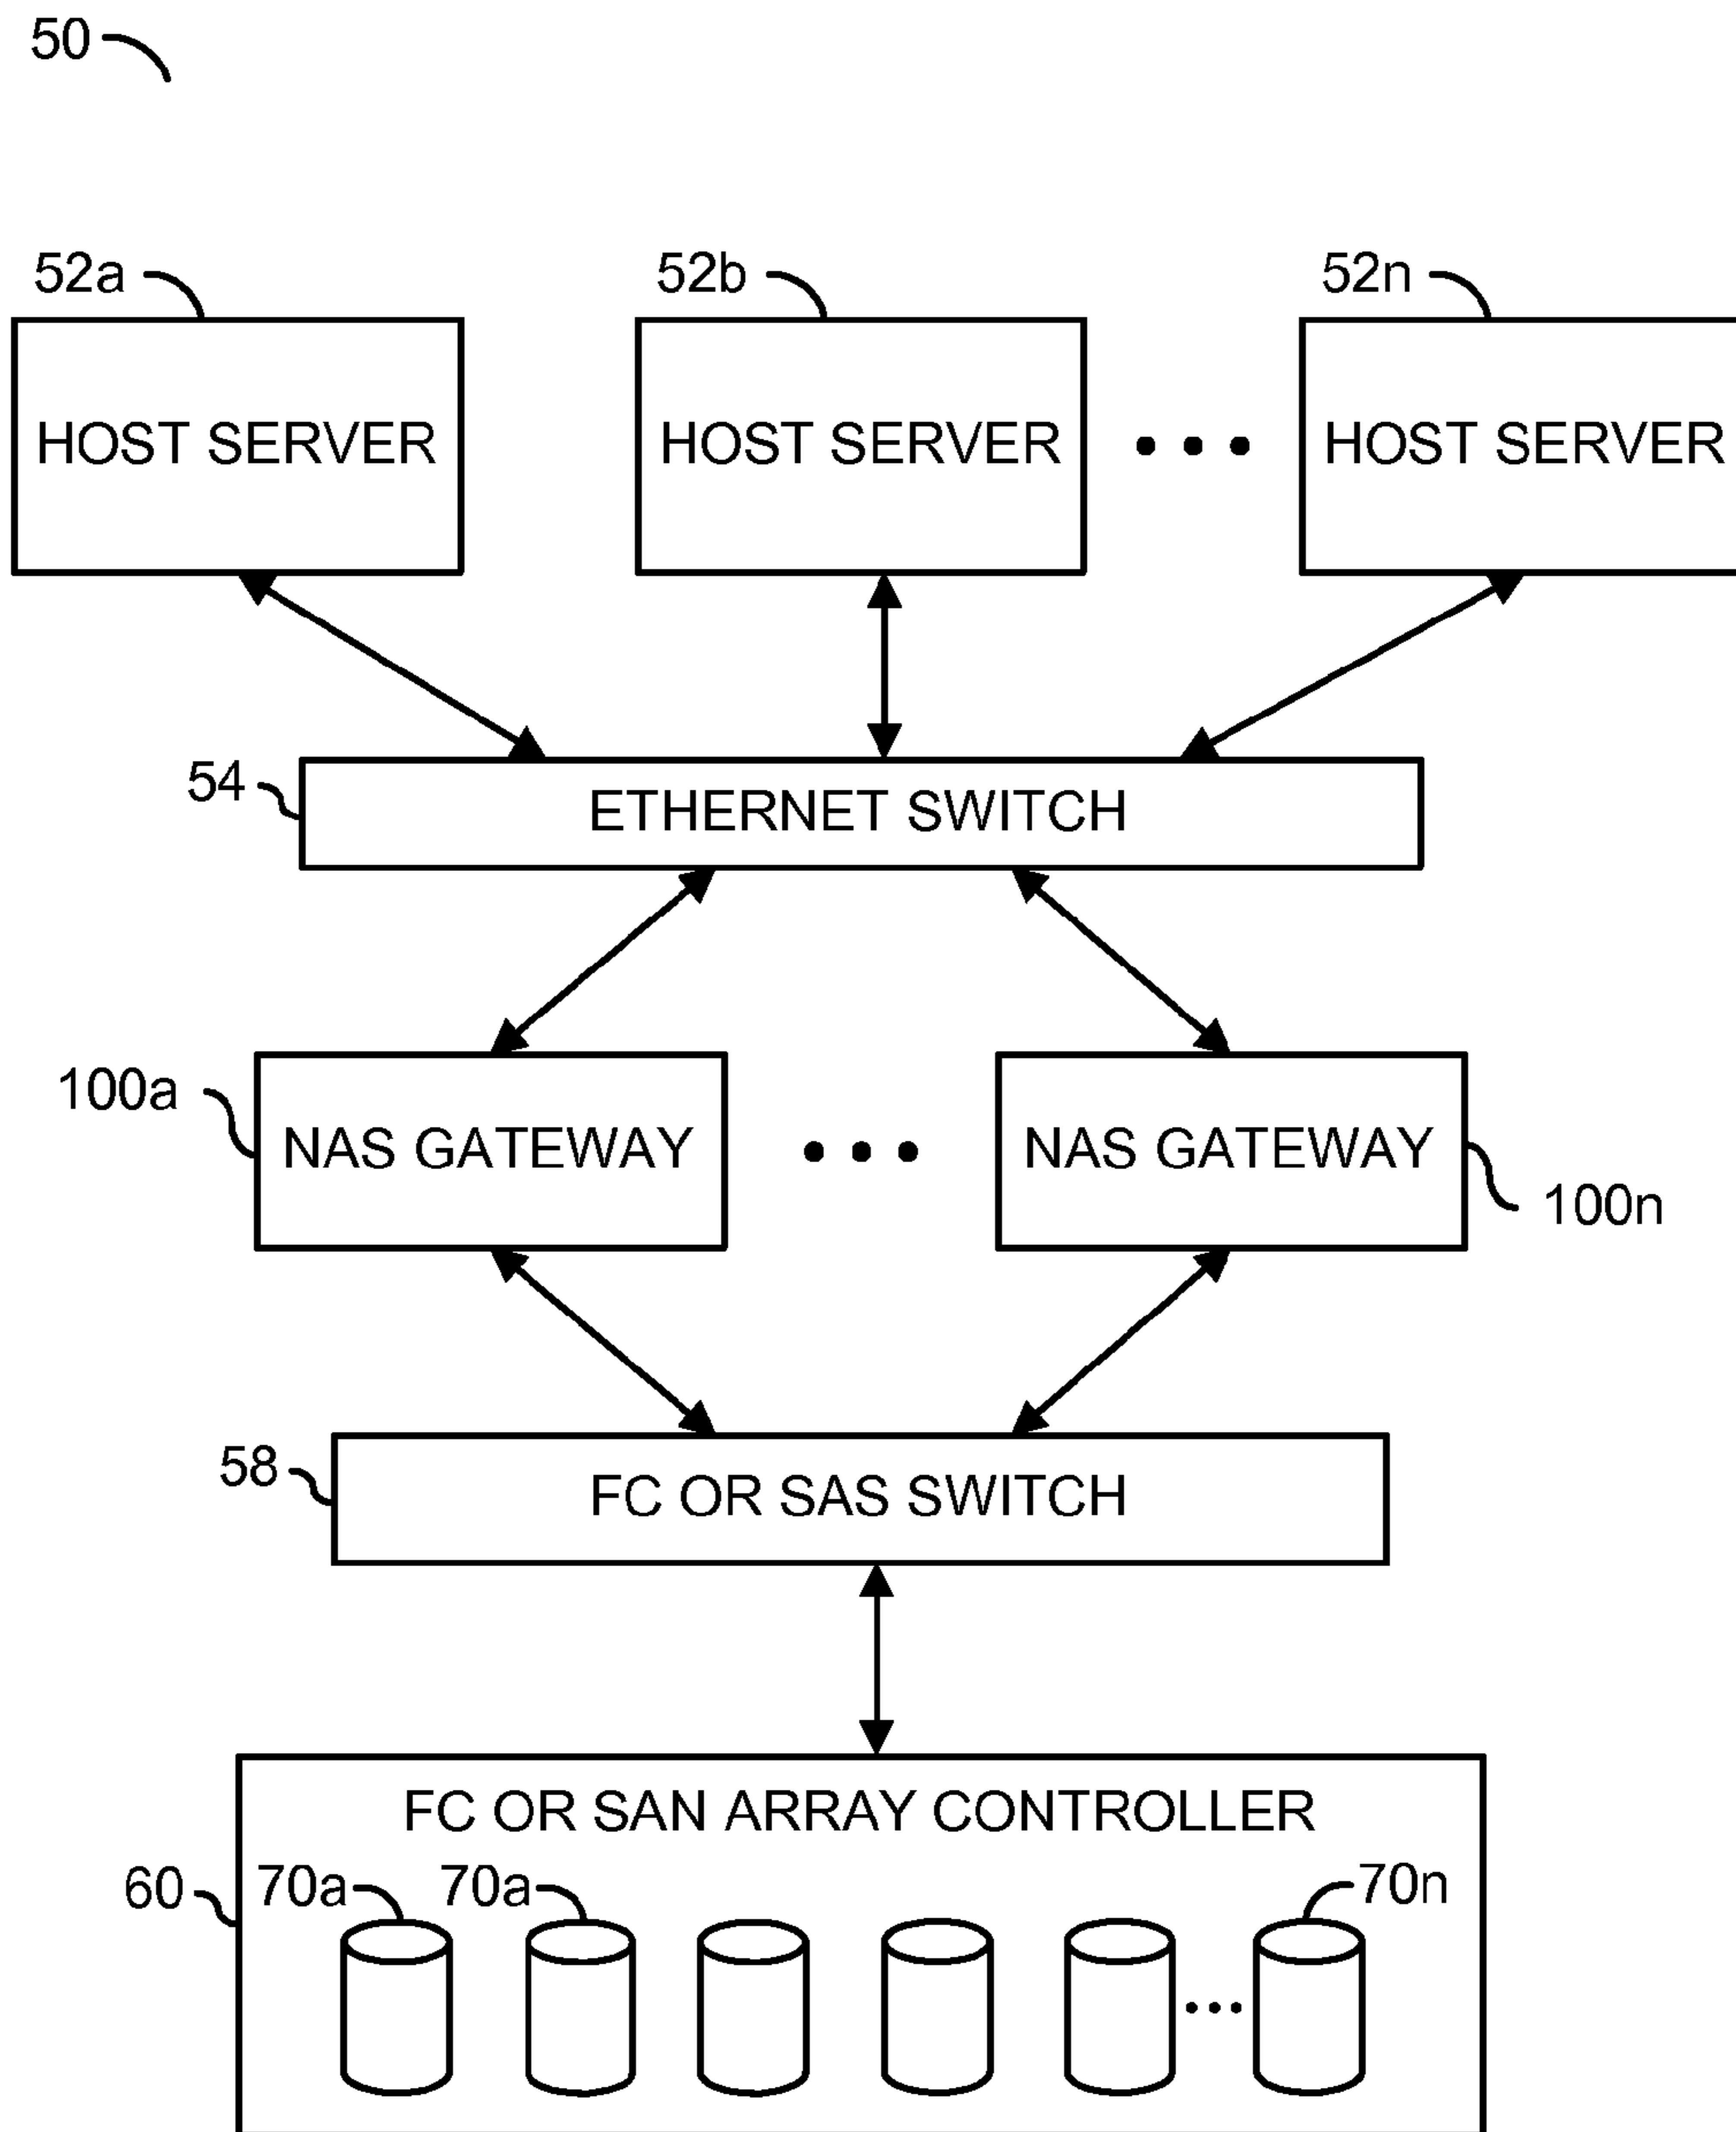 50
52a
52b
52n
HOST SERVER
HOST SERVER
HOST SERVER
54
ETHERNET SWITCH
100a
NAS GATEWAY
NAS GATEWAY
100n
58
FC OR SAS SWITCH
FC OR SAN ARRAY CONTROLLER
60
70a
70a
70n